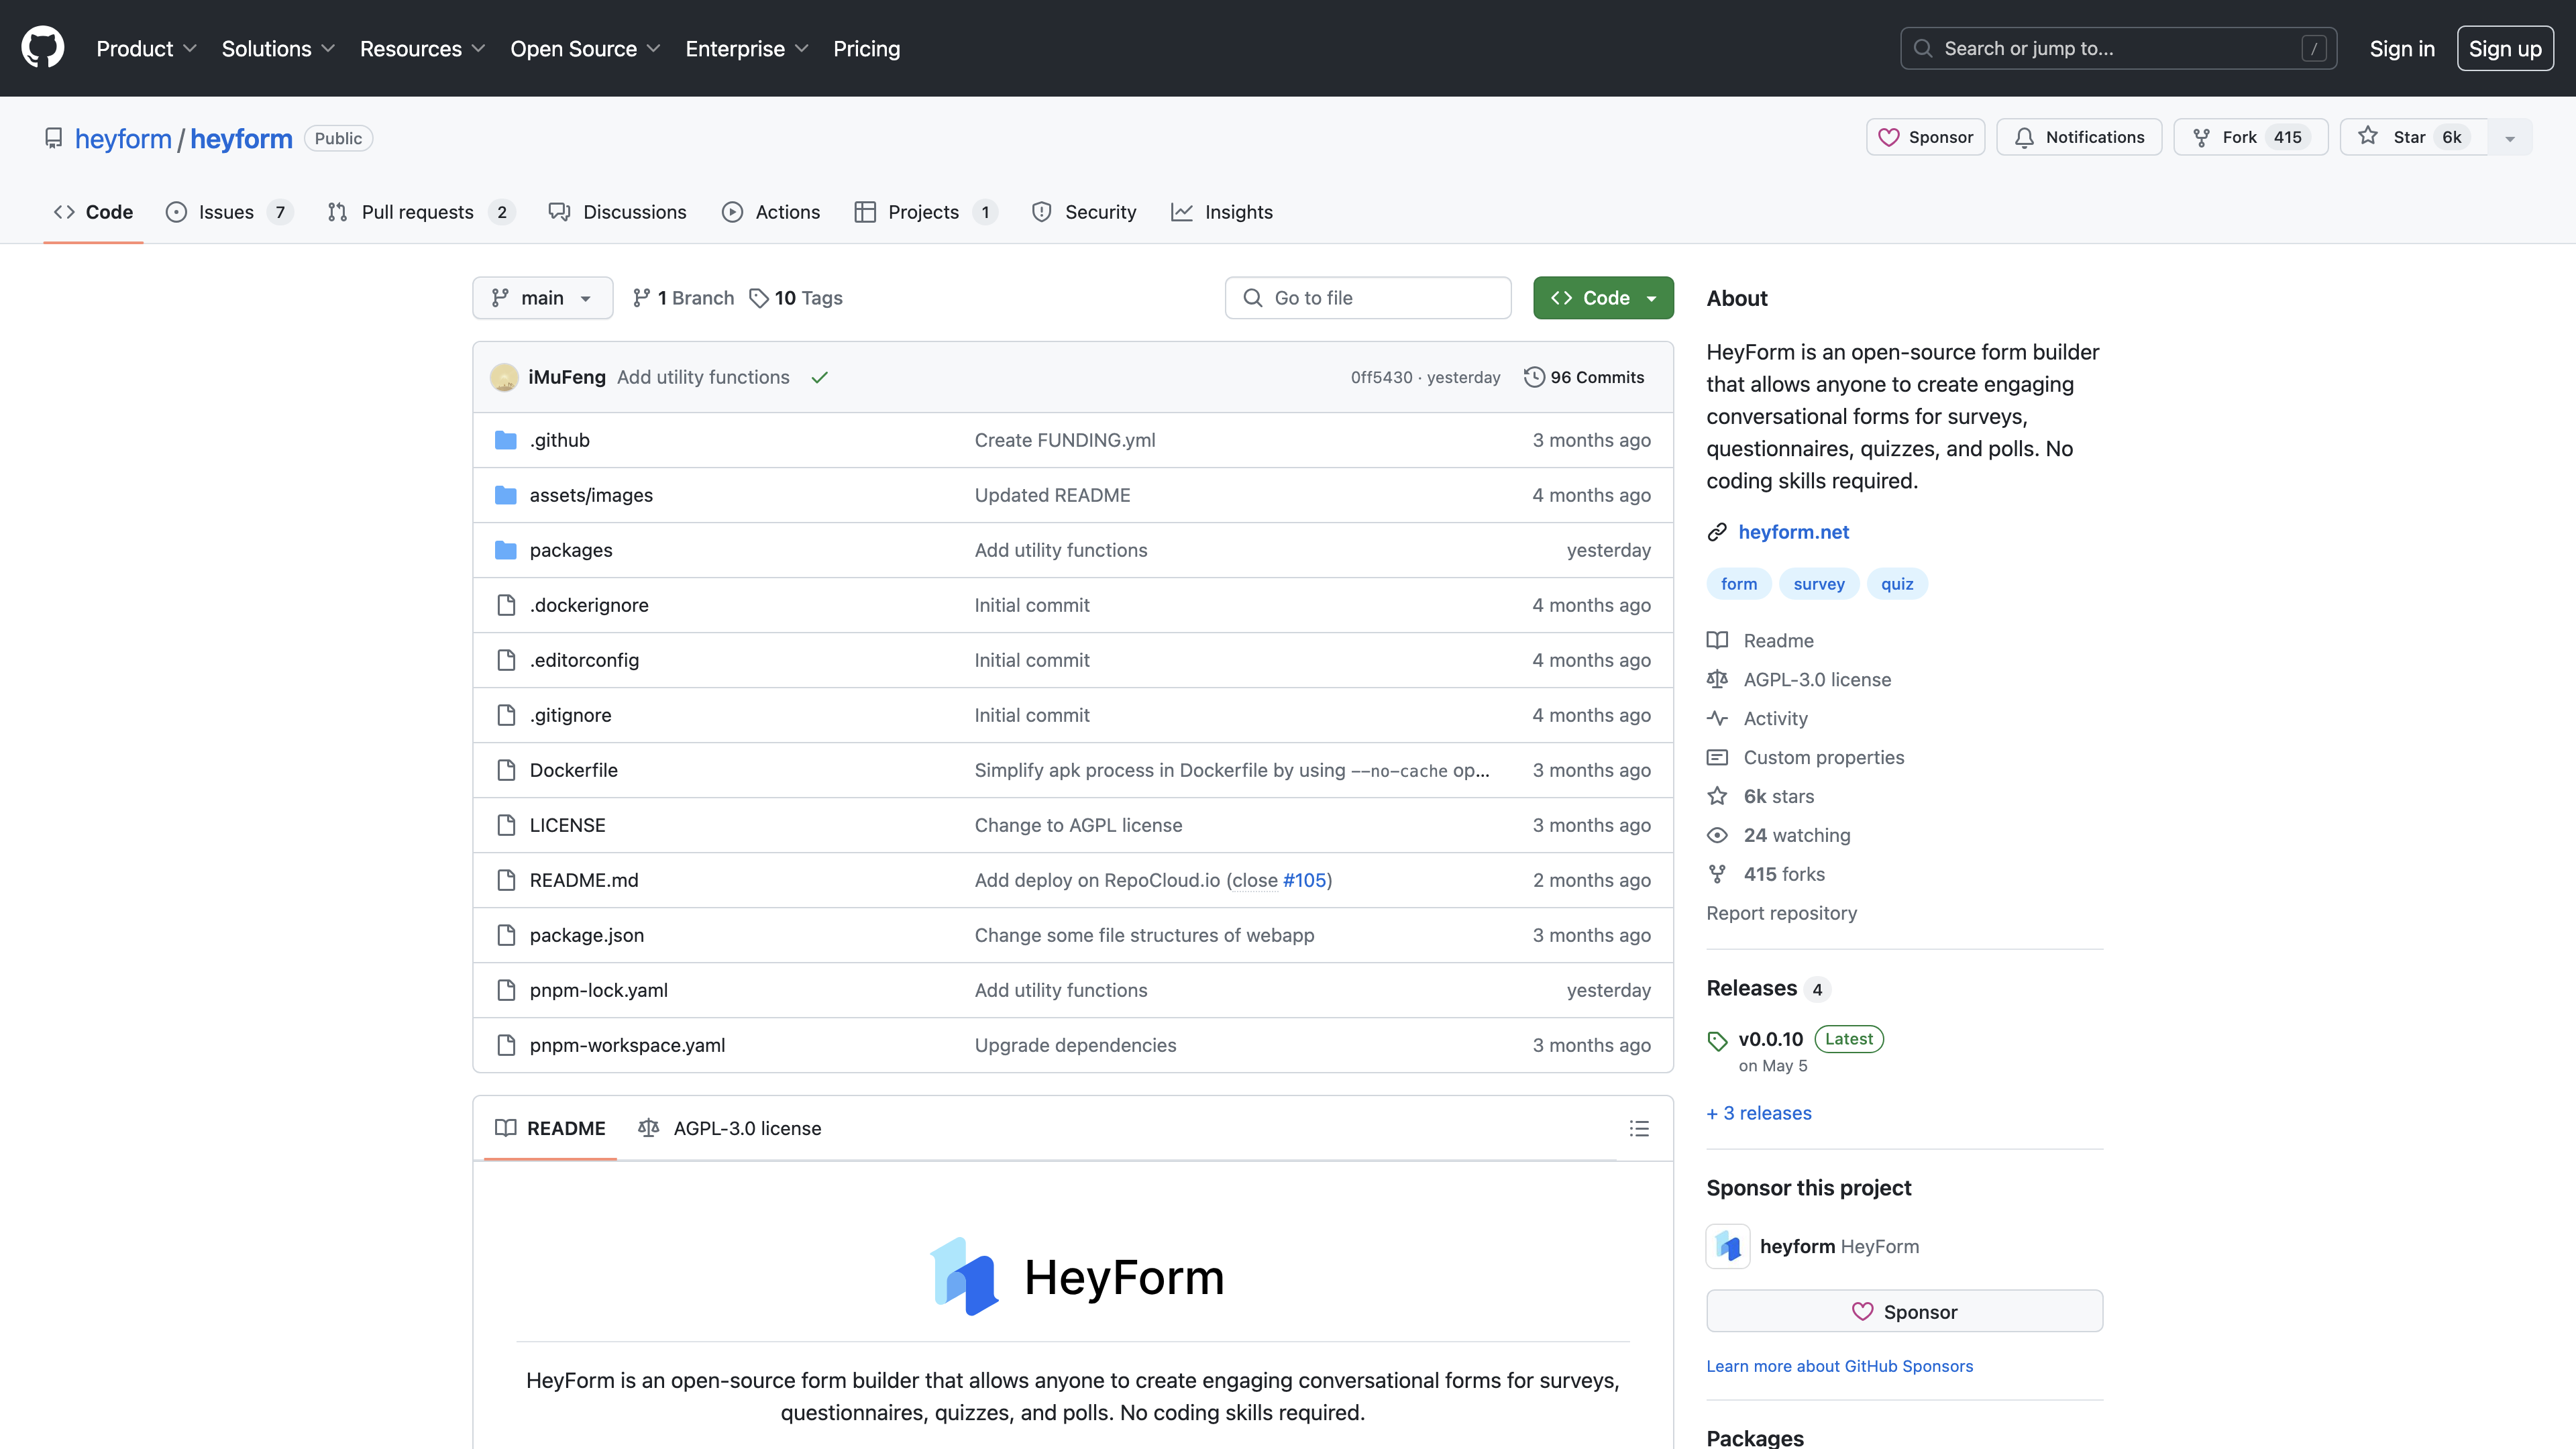 Product Solutions Resources Open Source Enterprise Pricing Search or jump to... / Sign in Sign up
heyform / heyform Public Sponsor Notifications Fork 415 Star 6k
Code Issues 7 Pull requests 2 Discussions Actions Projects 1 Security Insights
main 1 Branch 10 Tags Go to file Code
iMuFeng Add utility functions 0ff5430 · yesterday 96 Commits
.github Create FUNDING.yml 3 months ago
assets/images Updated README 4 months ago
packages Add utility functions yesterday
.dockerignore Initial commit 4 months ago
.editorconfig Initial commit 4 months ago
.gitignore Initial commit 4 months ago
Dockerfile Simplify apk process in Dockerfile by using --no-cache op... 3 months ago
LICENSE Change to AGPL license 3 months ago
README.md Add deploy on RepoCloud.io (close #105) 2 months ago
package.json Change some file structures of webapp 3 months ago
pnpm-lock.yaml Add utility functions yesterday
pnpm-workspace.yaml Upgrade dependencies 3 months ago
README AGPL-3.0 license
HeyForm
HeyForm is an open-source form builder that allows anyone to create engaging conversational forms for surveys,
questionnaires, quizzes, and polls. No coding skills required.
About
HeyForm is an open-source form builder
that allows anyone to create engaging
conversational forms for surveys,
questionnaires, quizzes, and polls. No
coding skills required.
heyform.net
form survey quiz
Readme
AGPL-3.0 license
Activity
Custom properties
6k stars
24 watching
415 forks
Report repository
Releases 4
v0.0.10 Latest
on May 5
+ 3 releases
Sponsor this project
heyform HeyForm
Sponsor
Learn more about GitHub Sponsors
Packages